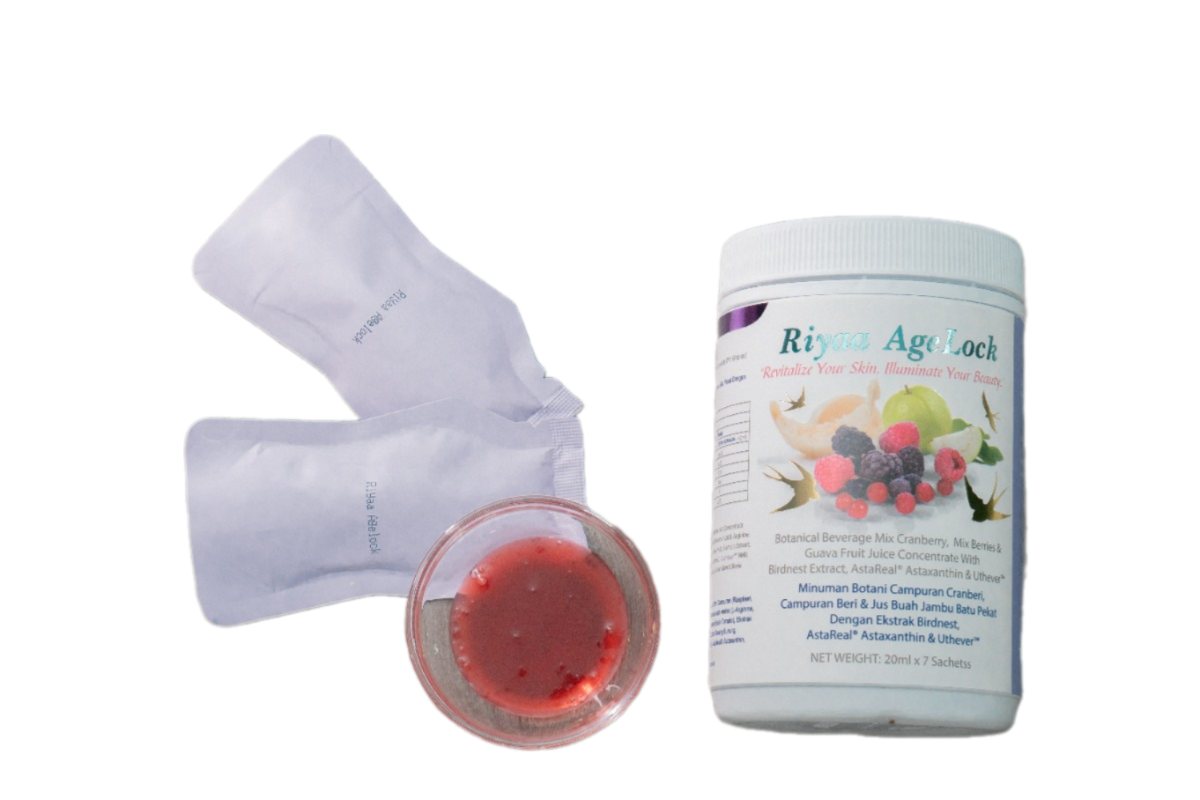 Riyaa AgeLock
Riyaa AgeLock
Riyaa AgeLock
"Revitalize Your Skin. Illuminate Your Beauty."
Botanical Beverage Mix Cranberry, Mix Berries &
Guava Fruit Juice Concentrate With
Birdnest Extract, AstaReal® Astaxanthin & Uthever™
Minuman Botani Campuran Cranberi,
Campuran Beri & Jus Buah Jambu Batu Pekat
Dengan Ekstrak Birdnest,
AstaReal® Astaxanthin & Uthever™
NET WEIGHT: 20ml x 7 Sachetss